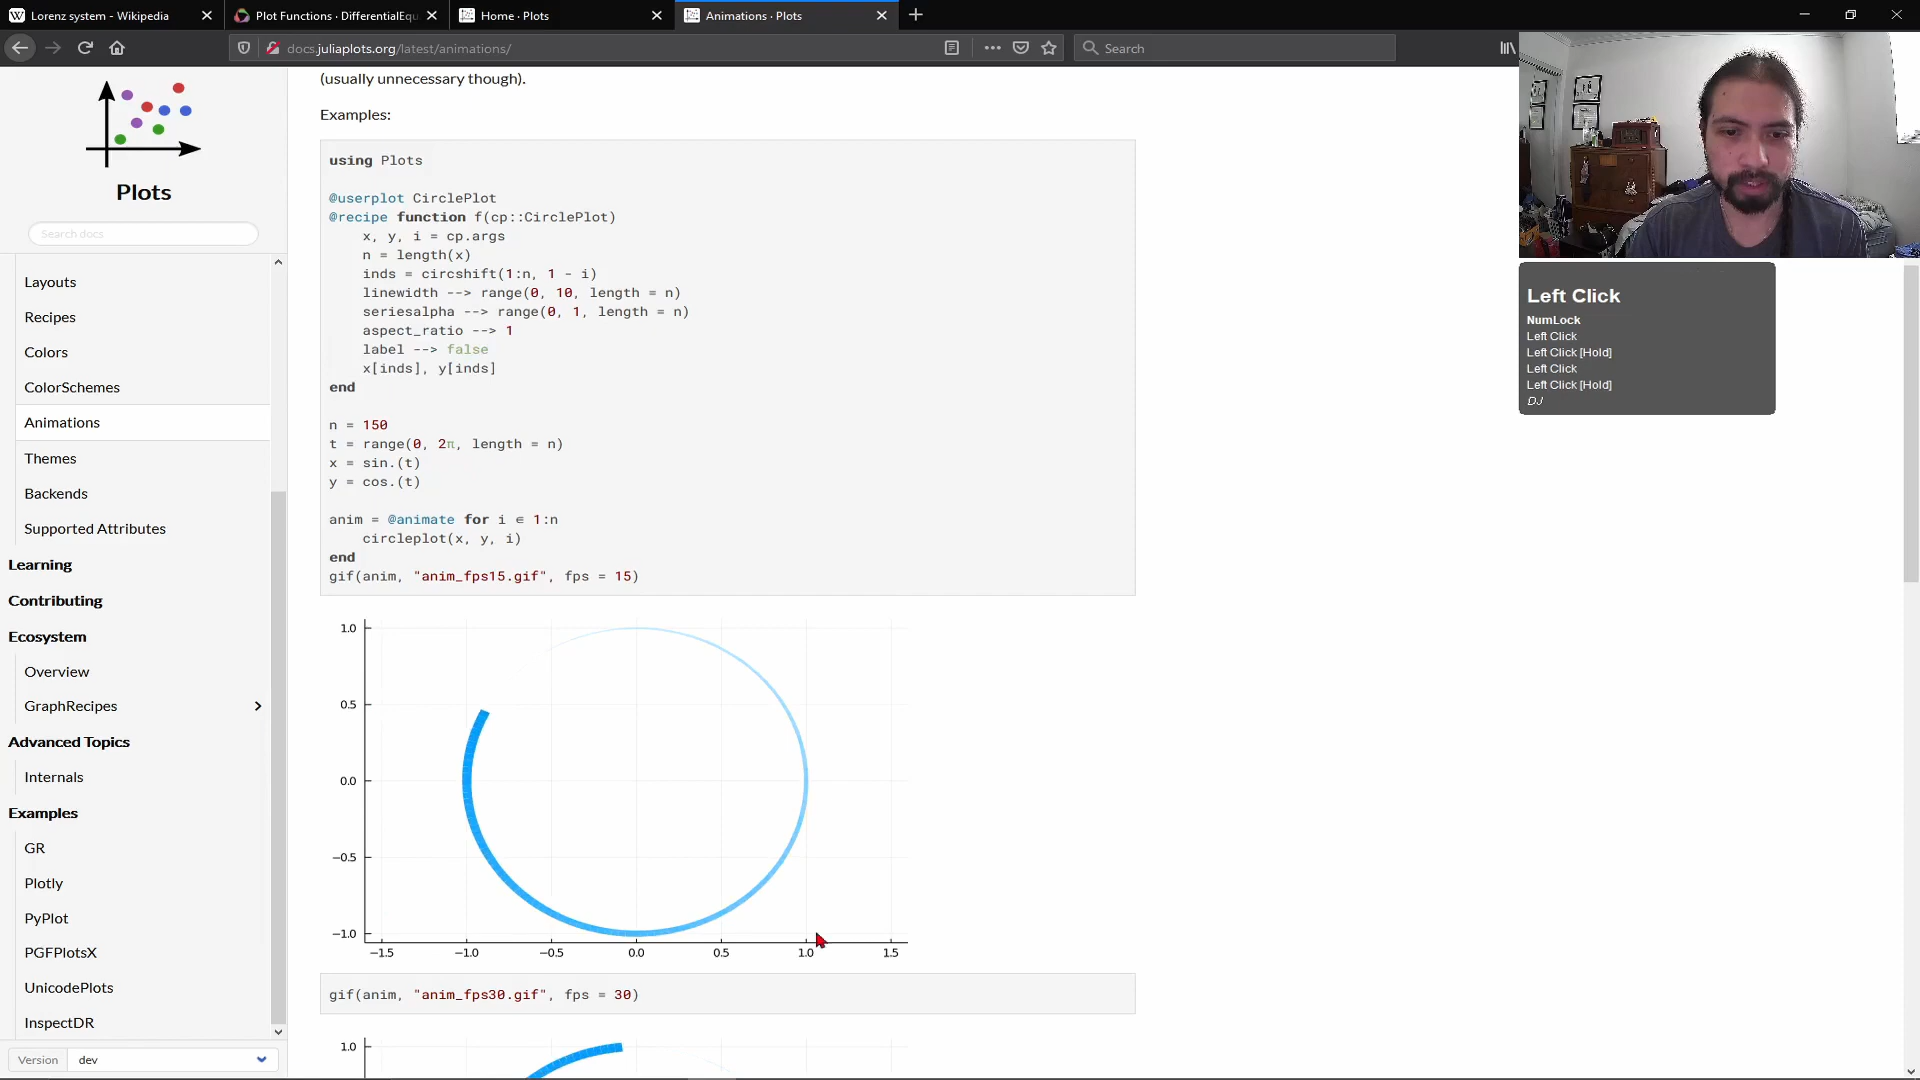 Lorenz system - Wikipedia
Plot Functions · DifferentialEqu
Home · Plots
Animations · Plots
docs.juliaplots.org/latest/animations/
Search
Plots
Search docs
Layouts
Recipes
Colors
ColorSchemes
Animations
Themes
Backends
Supported Attributes
Learning
Contributing
Ecosystem
Overview
GraphRecipes
Advanced Topics
Internals
Examples
GR
Plotly
PyPlot
PGFPlotsX
UnicodePlots
InspectDR
Version dev
(usually unnecessary though).
Examples:
using Plots
@userplot CirclePlot
@recipe function f(cp::CirclePlot)
x, y, i = cp.args
n = length(x)
inds = circshift(1:n, 1 - i)
linewidth --> range(0, 10, length = n)
seriesalpha --> range(0, 1, length = n)
aspect_ratio --> 1
label --> false
x[inds], y[inds]
end
n = 150
t = range(0, 2π, length = n)
x = sin.(t)
y = cos.(t)
anim = @animate for i ∈ 1:n
circleplot(x, y, i)
end
gif(anim, "anim_fps15.gif", fps = 15)
1.0
0.5
0.0
−0.5
−1.0
−1.5 −1.0 −0.5 0.0 0.5 1.0 1.5
gif(anim, "anim_fps30.gif", fps = 30)
1.0
Left Click
NumLock
Left Click
Left Click [Hold]
Left Click
Left Click [Hold]
DJ